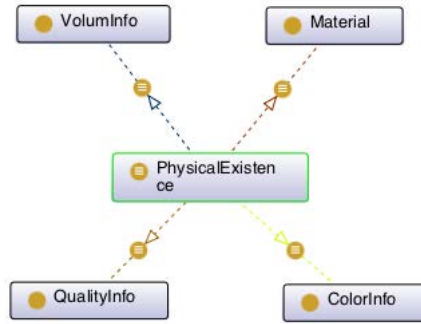 VolumInfo
Material
PhysicalExisten
ce
QualityInfo
ColorInfo